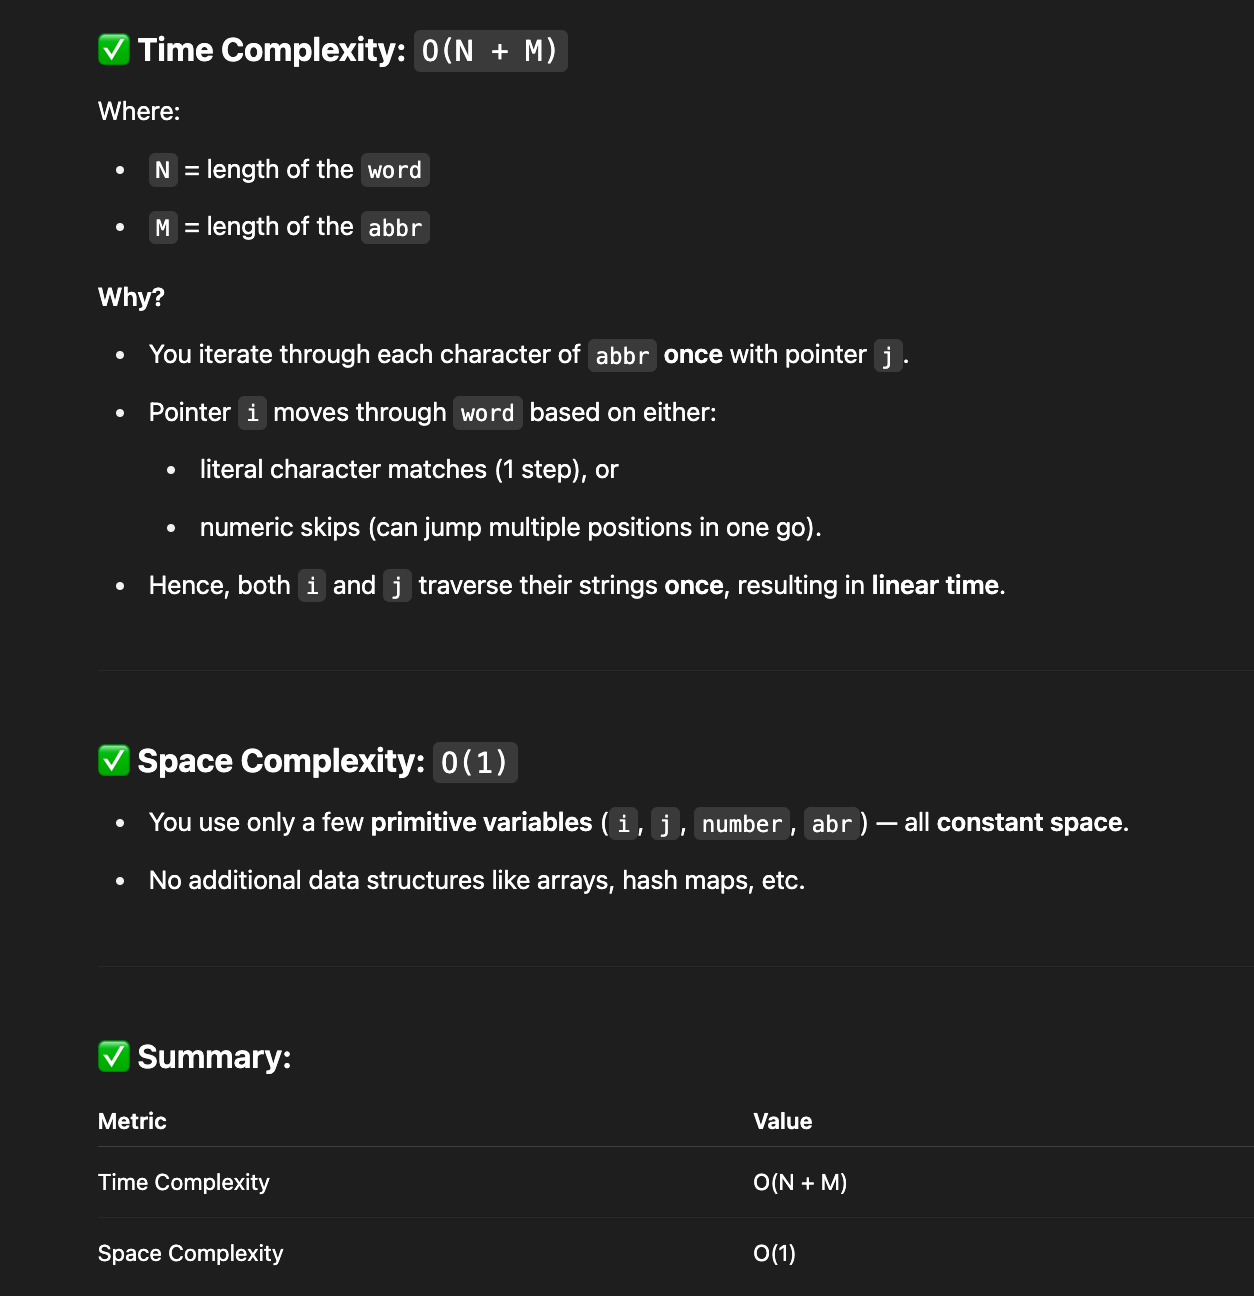 ✅ Time Complexity: O(N + M)
Where:
• N = length of the word
• M = length of the abbr
Why?
• You iterate through each character of abbr once with pointer j.
• Pointer i moves through word based on either:
• literal character matches (1 step), or
• numeric skips (can jump multiple positions in one go).
• Hence, both i and j traverse their strings once, resulting in linear time.
✅ Space Complexity: O(1)
• You use only a few primitive variables (i, j, number, abr) — all constant space.
• No additional data structures like arrays, hash maps, etc.
✅ Summary:
Metric Value
Time Complexity O(N + M)
Space Complexity O(1)